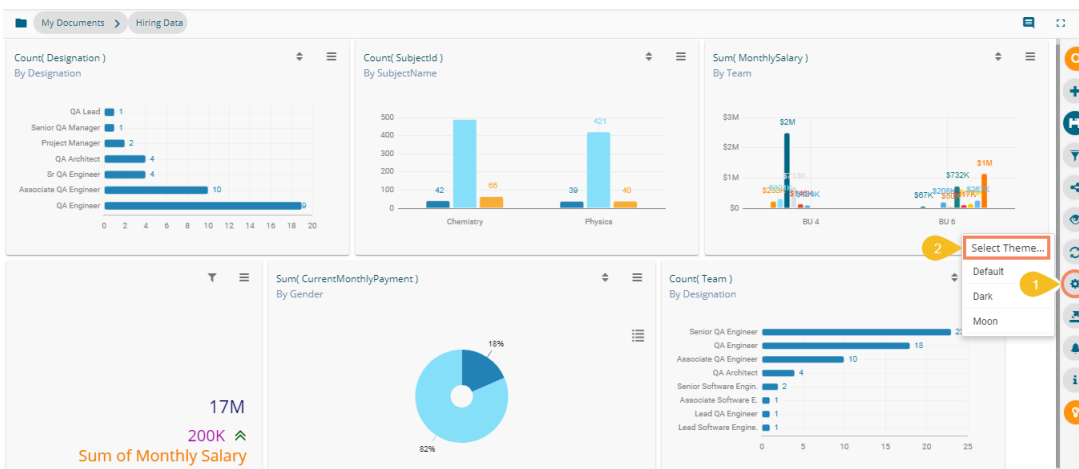 My Documents > Hiring Data
Count( Designation )
By Designation
QA Lead 1
Senior QA Manager 1
Project Manager 2
QA Architect 4
Sr QA Engineer 4
Associate QA Engineer 10
QA Engineer
0 2 4 6 8 10 12 14 16 18 20
Count( SubjectId )
By SubjectName
500
400
300
200
100
0
42 65
421
39 40
Chemistry Physics
Sum( MonthlySalary )
By Team
$3M
$2M
$1M
$0
$2M
$67K
$732K
$1M
BU 4 BU 6
2
Select Theme...
Default
Dark
Moon
1
17M
200K
Sum of Monthly Salary
Sum( CurrentMonthlyPayment )
By Gender
18%
82%
Count( Team )
By Designation
Senior QA Engineer
QA Engineer 18
Associate QA Engineer 10
QA Architect 4
Senior Software Engin. 2
Associate Software E. 1
Lead QA Engineer 1
Lead Software Engine. 1
0 5 10 15 20 25